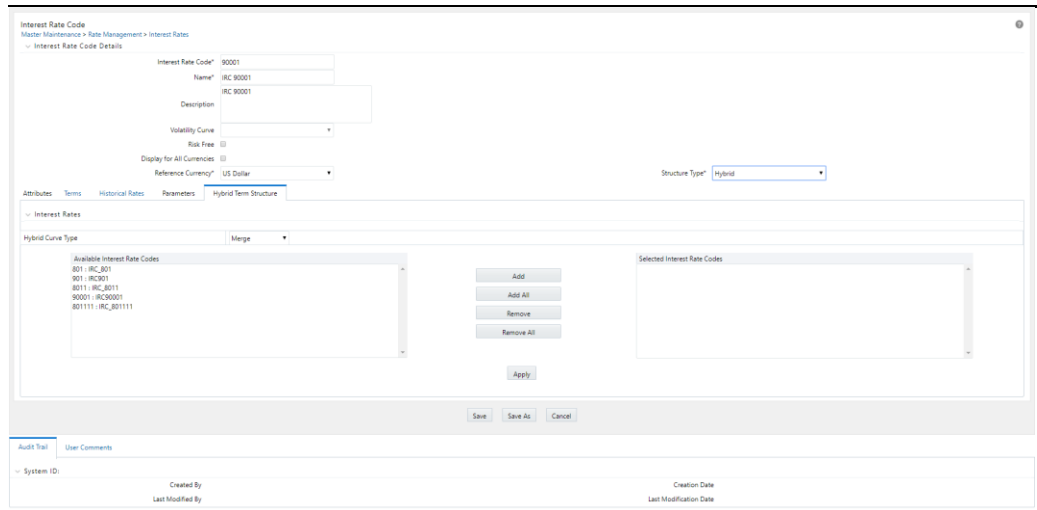 Interest Rate Code
Master Maintenance > Rate Management > Interest Rates
Interest Rate Code Details
Interest Rate Code* 90001
Name* IRC 90001
Description IRC 90001
Volatility Curve
Risk Free
Display for All Currencies
Reference Currency* US Dollar Structure Type* Hybrid
Attributes Terms Historical Rates Parameters Hybrid Term Structure
Interest Rates
Hybrid Curve Type Merge
Available Interest Rate Codes Selected Interest Rate Codes
801 : IRC_801
901 : IRC901
8011 : IRC_8011
90001 : IRC90001
801111 : IRC_801111
Add
Add All
Remove
Remove All
Apply
Save Save As Cancel
Audit Trail User Comments
System ID:
Created By Creation Date
Last Modified By Last Modification Date